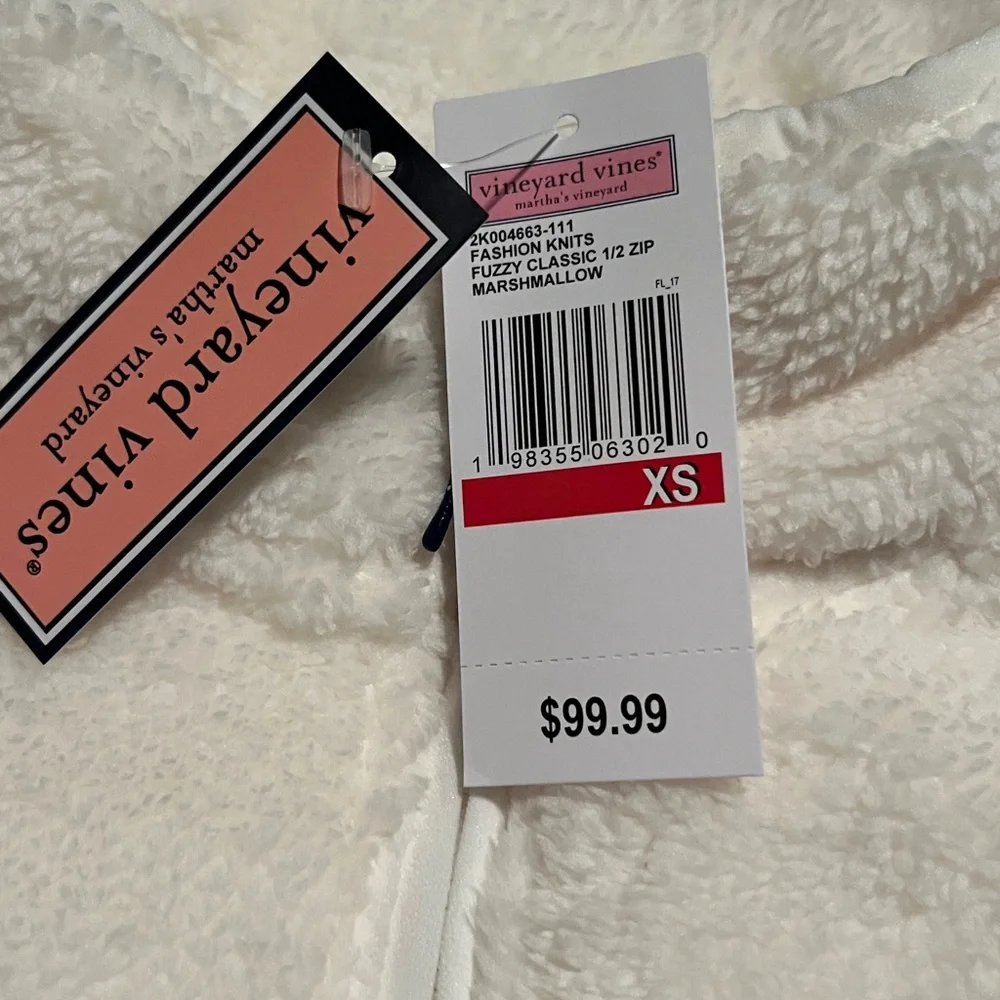 vineyard vines®
martha's vineyard
vineyard vines®
martha's vineyard
2K004663-111
FASHION KNITS
FUZZY CLASSIC 1/2 ZIP
MARSHMALLOW
FL_17
1 98355 06302 0
XS
$99.99